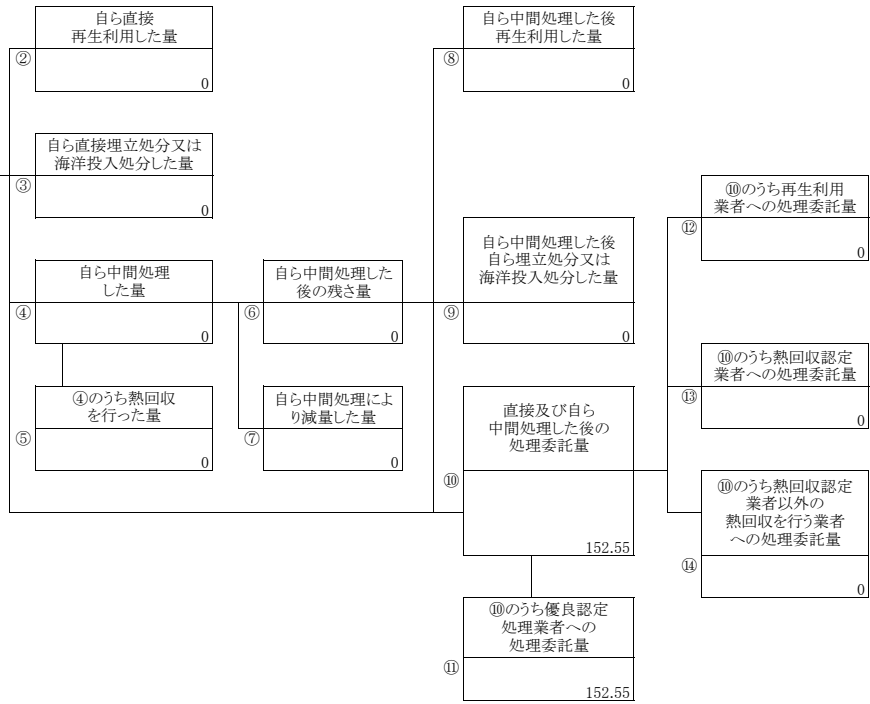 自ら直接
再生利用した量
②
0
自ら中間処理した後
再生利用した量
⑧
0
自ら直接埋立処分又は
海洋投入処分した量
③
0
⑩のうち再生利用
業者への処理委託量
⑫
0
自ら中間処理
した量
④
0
自ら中間処理した
後の残さ量
⑥
0
自ら中間処理した後
自ら埋立処分又は
海洋投入処分した量
⑨
0
⑩のうち熱回収認定
業者への処理委託量
⑬
0
④のうち熱回収
を行った量
⑤
0
自ら中間処理によ
り減量した量
⑦
0
直接及び自ら
中間処理した後の
処理委託量
⑩
152.55
⑩のうち熱回収認定
業者以外の
熱回収を行う業者
への処理委託量
⑭
0
⑩のうち優良認定
処理業者への
処理委託量
⑪
152.55